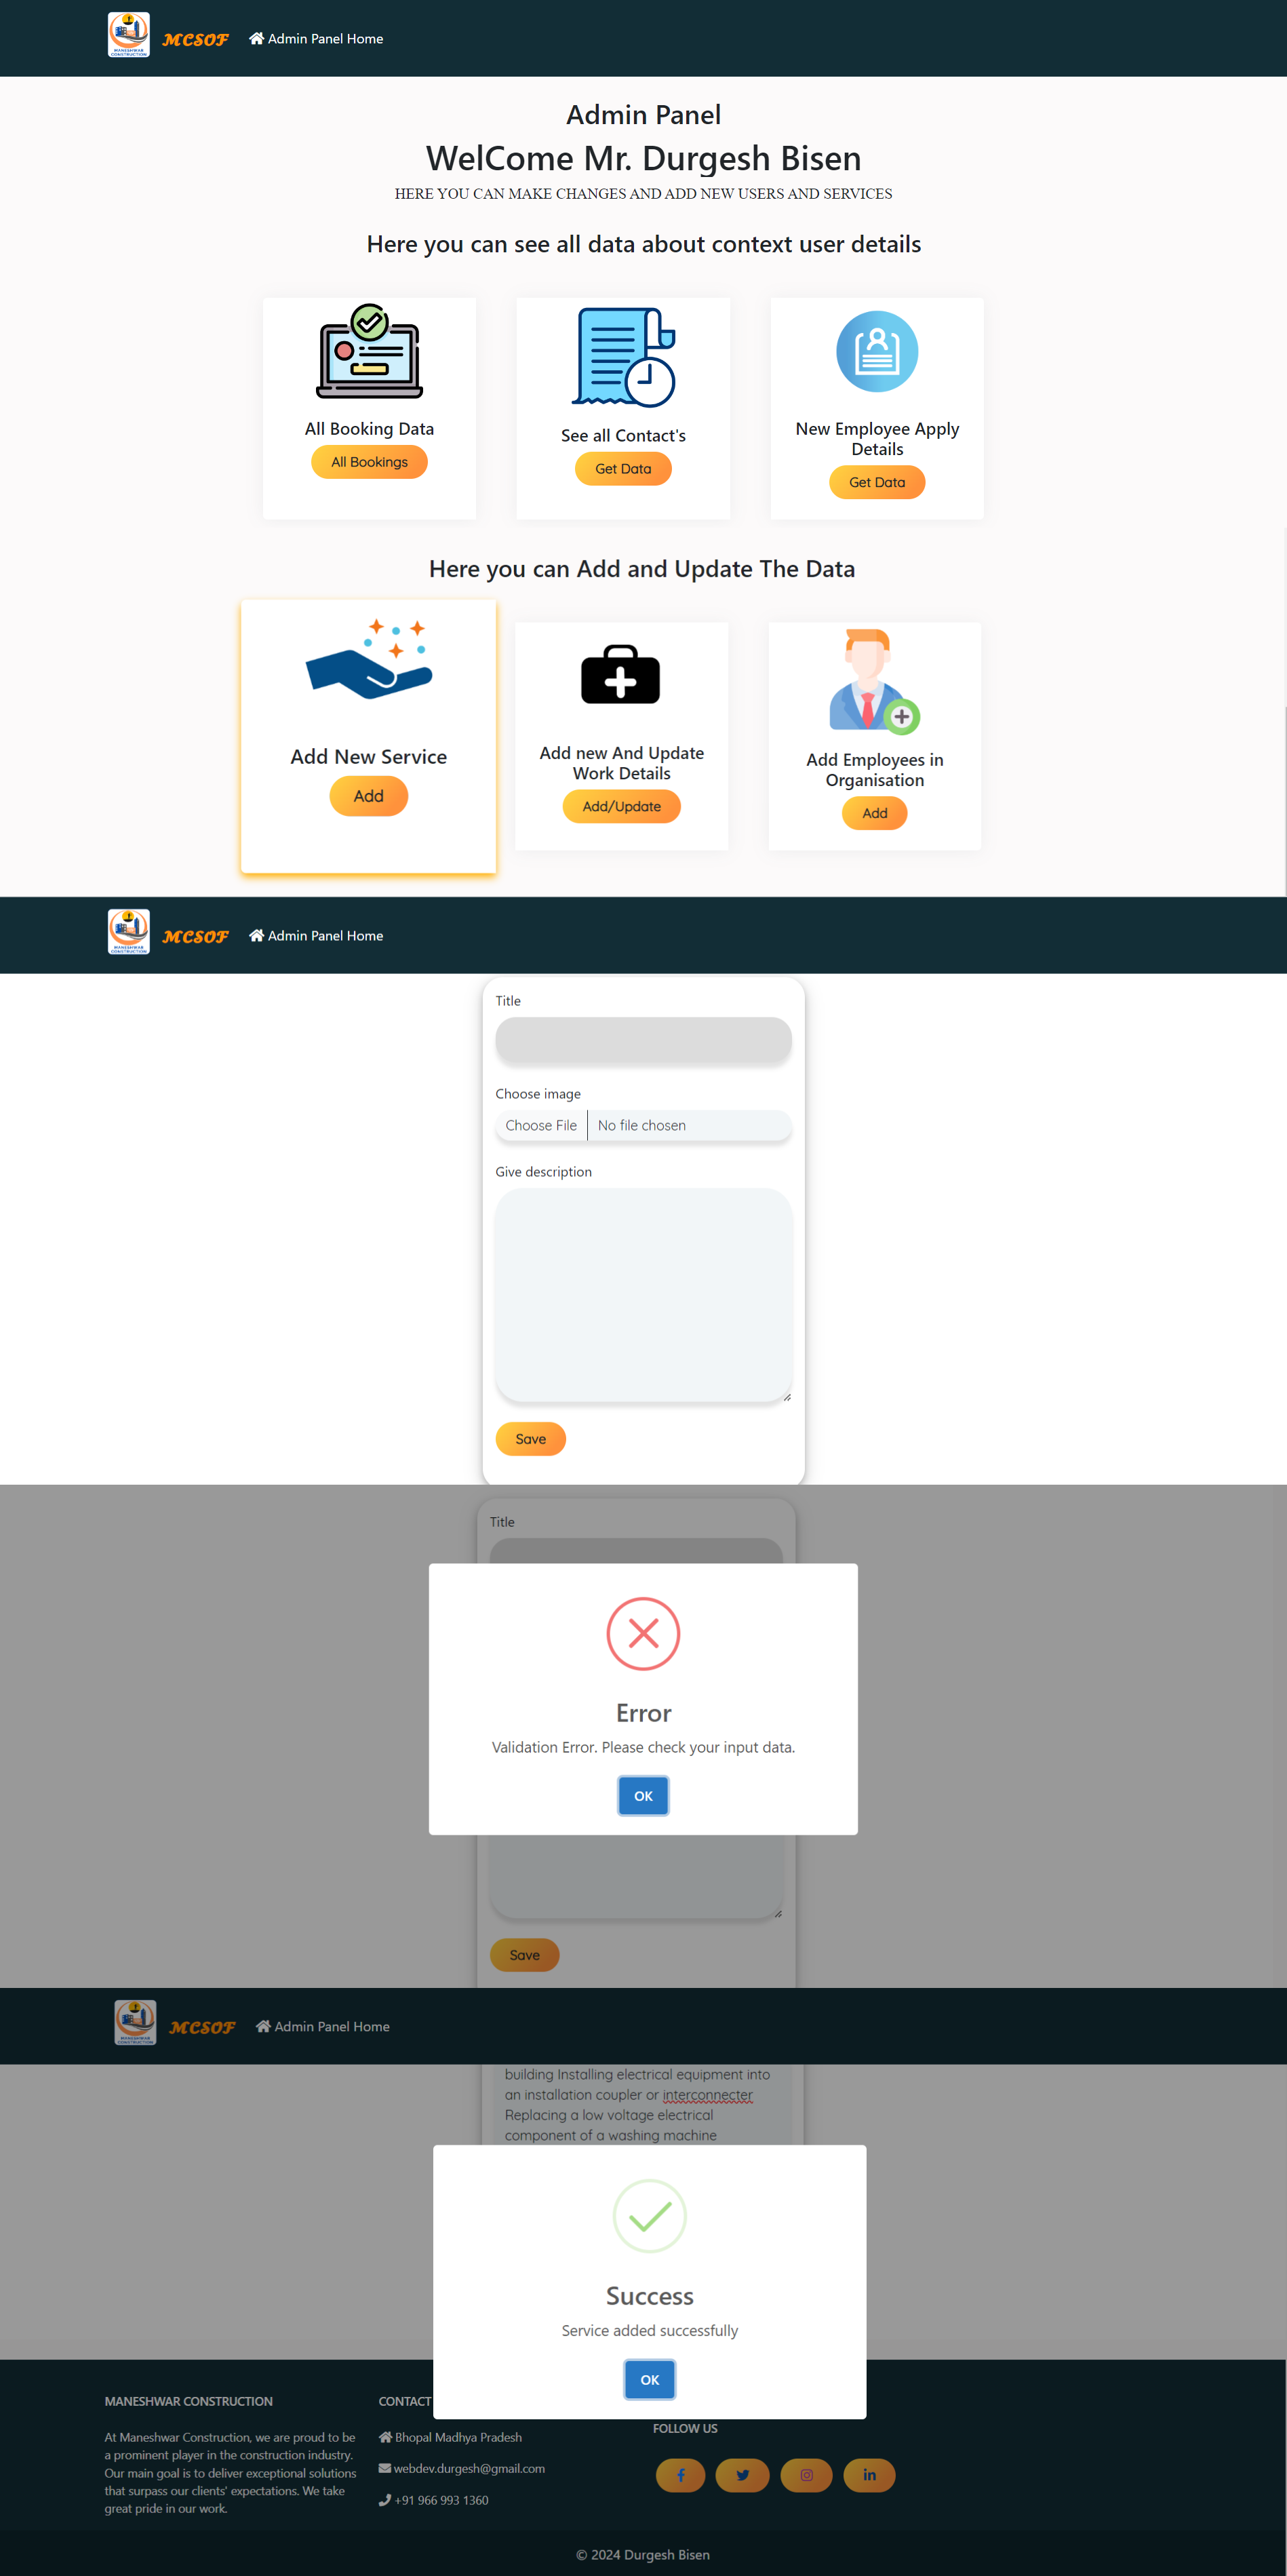 MANESHWAR
CONSTRUCTION
MCSOF
Admin Panel Home
Admin Panel
WelCome Mr. Durgesh Bisen
HERE YOU CAN MAKE CHANGES AND ADD NEW USERS AND SERVICES
Here you can see all data about context user details
All Booking Data
All Bookings
See all Contact's
Get Data
New Employee Apply
Details
Get Data
Here you can Add and Update The Data
Add New Service
Add
Add new And Update
Work Details
Add/Update
Add Employees in
Organisation
Add
MANESHWAR
CONSTRUCTION
MCSOF
Admin Panel Home
Title
Choose image
Choose File
No file chosen
Give description
Save
Title
Error
Validation Error. Please check your input data.
OK
Save
MANESHWAR
CONSTRUCTION
MCSOF
Admin Panel Home
building Installing electrical equipment into
an installation coupler or interconnecter
Replacing a low voltage electrical
component of a washing machine
Success
Service added successfully
OK
MANESHWAR CONSTRUCTION
At Maneshwar Construction, we are proud to be
a prominent player in the construction industry.
Our main goal is to deliver exceptional solutions
that surpass our clients' expectations. We take
great pride in our work.
CONTACT
Bhopal Madhya Pradesh
webdev.durgesh@gmail.com
+91 966 993 1360
FOLLOW US
© 2024 Durgesh Bisen